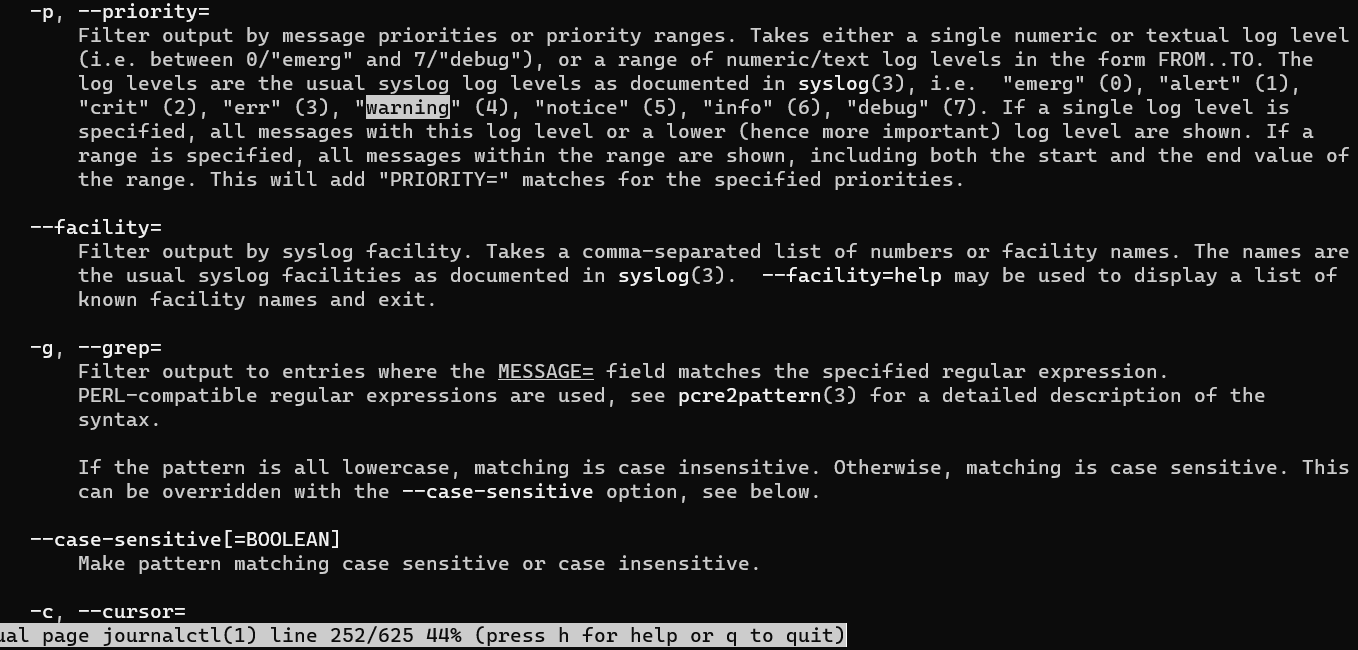 -p, --priority=
Filter output by message priorities or priority ranges. Takes either a single numeric or textual log level
(i.e. between 0/"emerg" and 7/"debug"), or a range of numeric/text log levels in the form FROM..TO. The
log levels are the usual syslog log levels as documented in syslog(3), i.e.  "emerg" (0), "alert" (1),
"crit" (2), "err" (3), "warning" (4), "notice" (5), "info" (6), "debug" (7). If a single log level is
specified, all messages with this log level or a lower (hence more important) log level are shown. If a
range is specified, all messages within the range are shown, including both the start and the end value of
the range. This will add "PRIORITY=" matches for the specified priorities.
--facility=
Filter output by syslog facility. Takes a comma-separated list of numbers or facility names. The names are
the usual syslog facilities as documented in syslog(3).  --facility=help may be used to display a list of
known facility names and exit.
-g, --grep=
Filter output to entries where the MESSAGE= field matches the specified regular expression.
PERL-compatible regular expressions are used, see pcre2pattern(3) for a detailed description of the
syntax.
If the pattern is all lowercase, matching is case insensitive. Otherwise, matching is case sensitive. This
can be overridden with the --case-sensitive option, see below.
--case-sensitive[=BOOLEAN]
Make pattern matching case sensitive or case insensitive.
-c, --cursor=
ual page journalctl(1) line 252/625 44% (press h for help or q to quit)